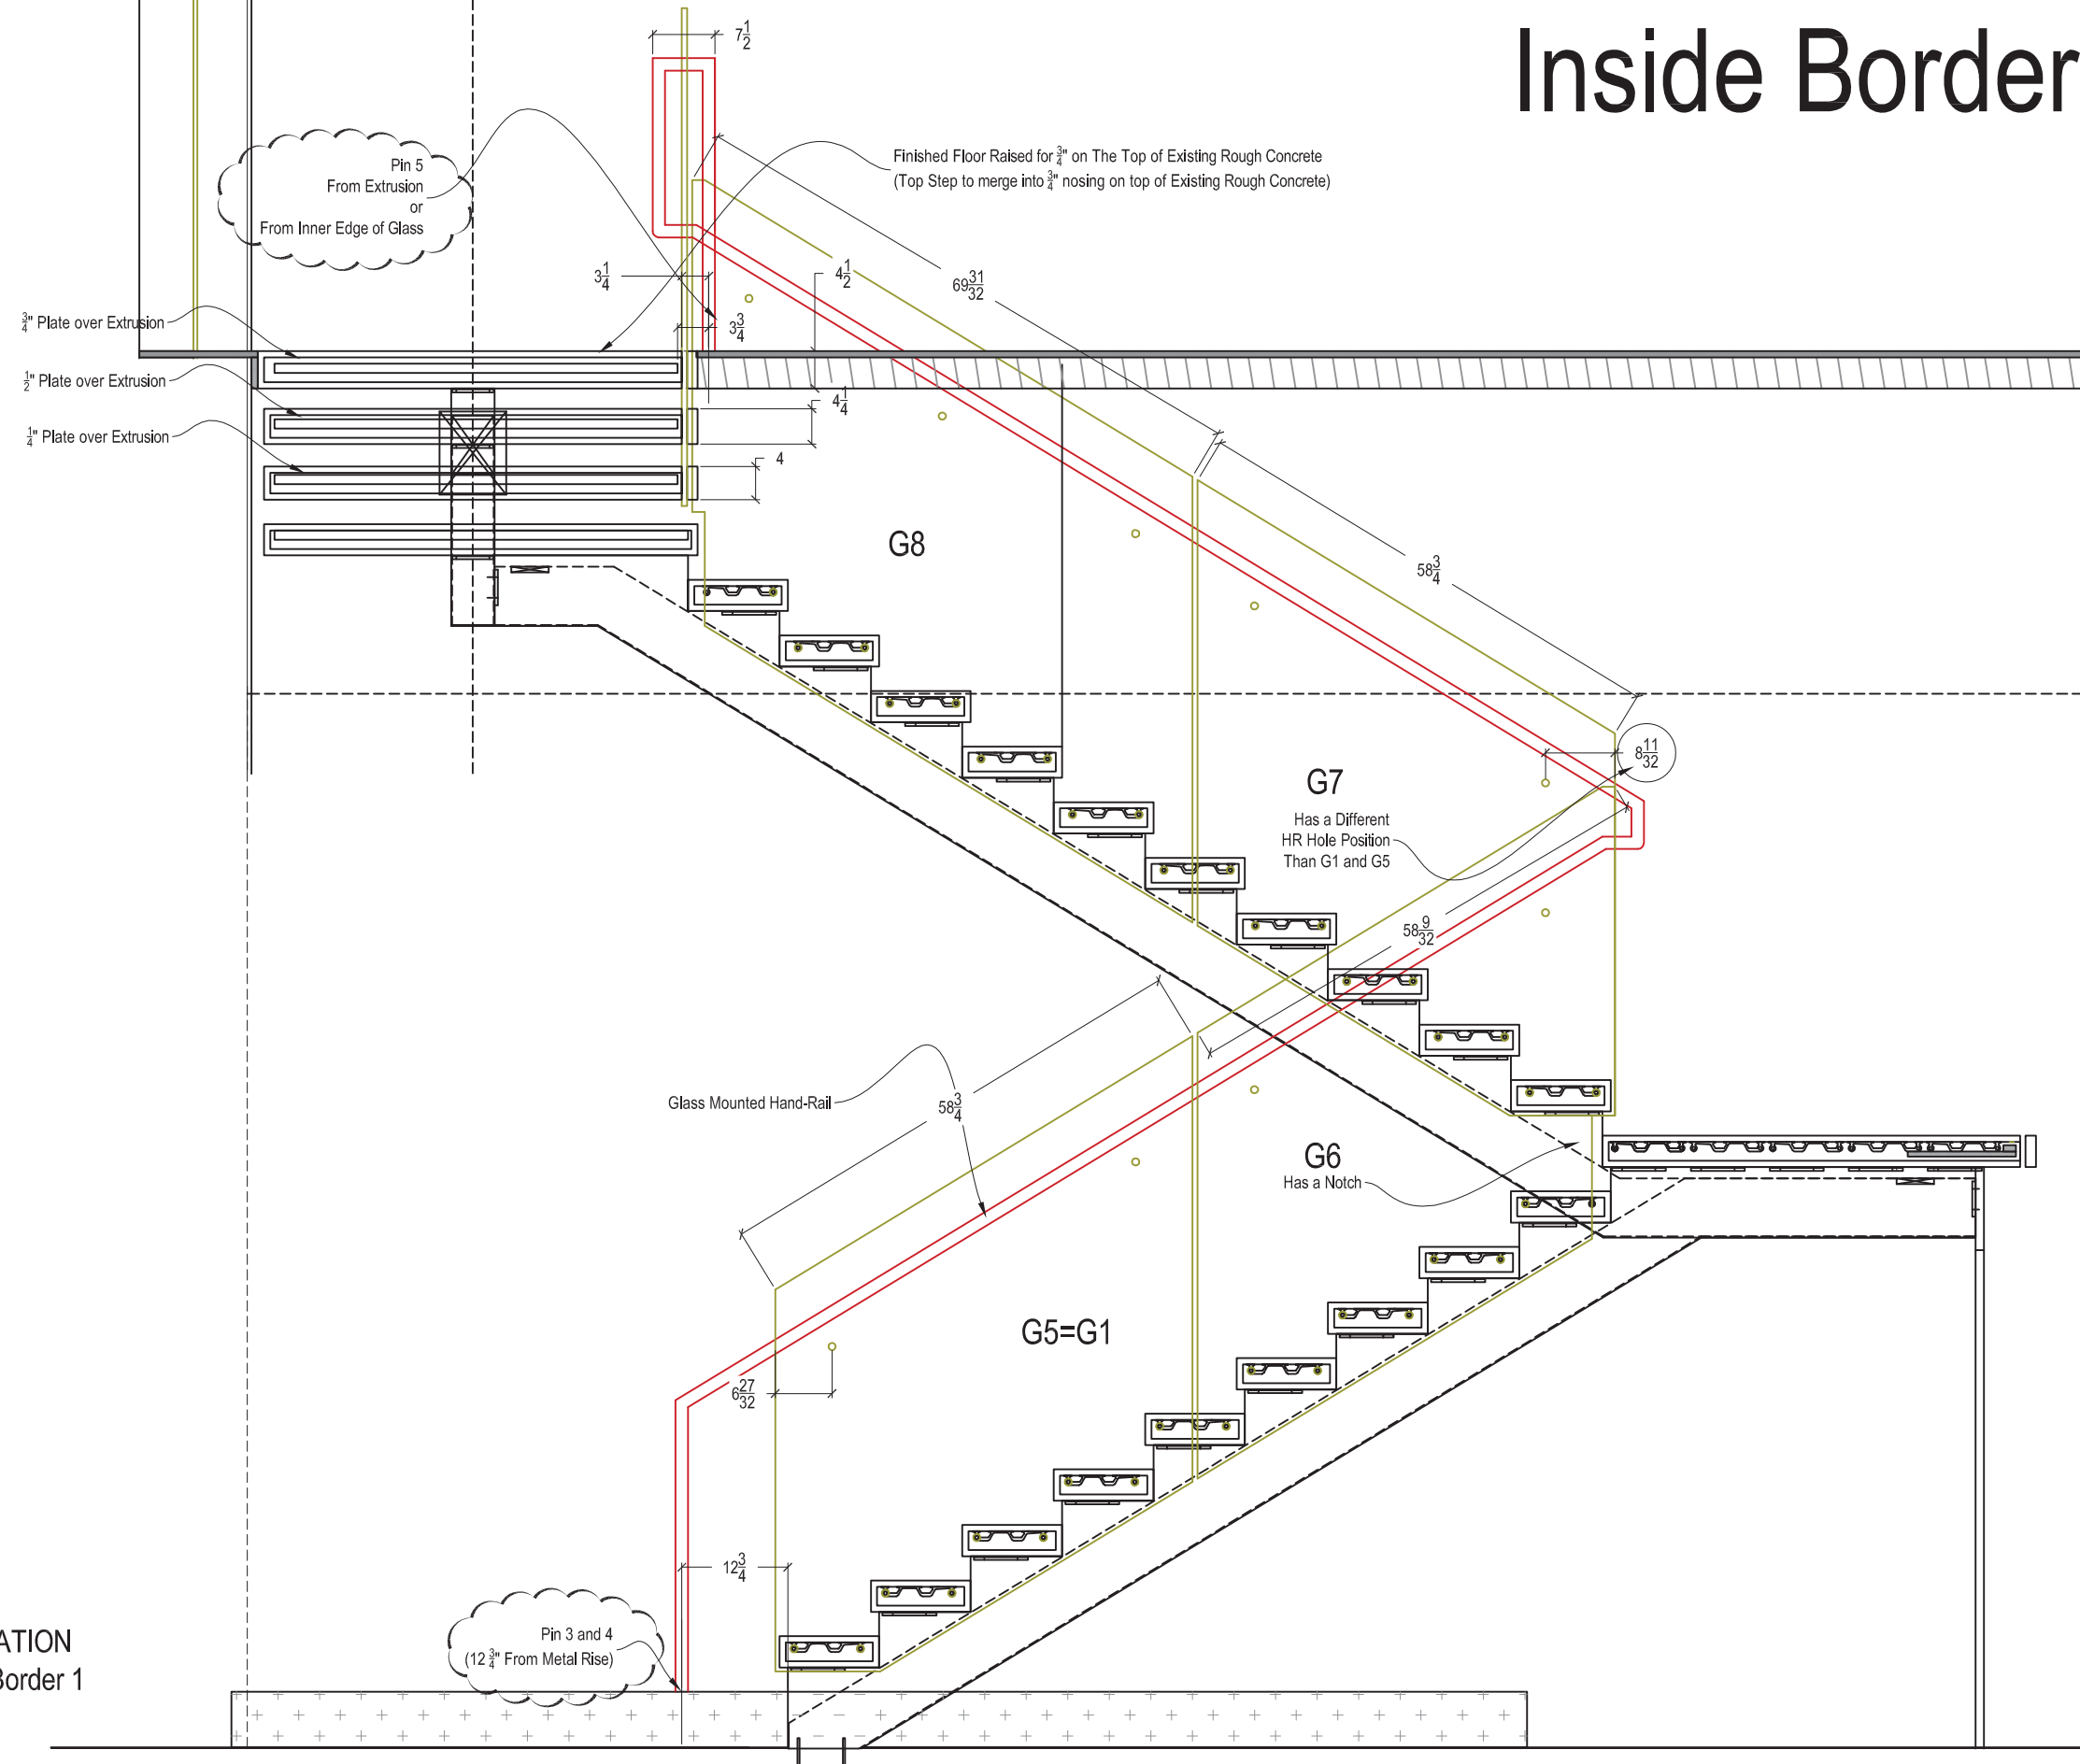 Inside Border
7 1/2
Pin 5
From Extrusion
or
From Inner Edge of Glass
Finished Floor Raised for 3/4" on The Top of Existing Rough Concrete
(Top Step to merge into 3/4" nosing on top of Existing Rough Concrete)
3 1/4
4 1/2
69 31/32
3/4" Plate over Extrusion
3 3/4
1/2" Plate over Extrusion
4 1/4
1/4" Plate over Extrusion
4
G8
58 3/4
8 11/32
G7
Has a Different
HR Hole Position
Than G1 and G5
58 9/32
Glass Mounted Hand-Rail
58 3/4
G6
Has a Notch
G5=G1
6 27/32
12 3/4
Pin 3 and 4
(12 3/4" From Metal Rise)
ATION
Border 1